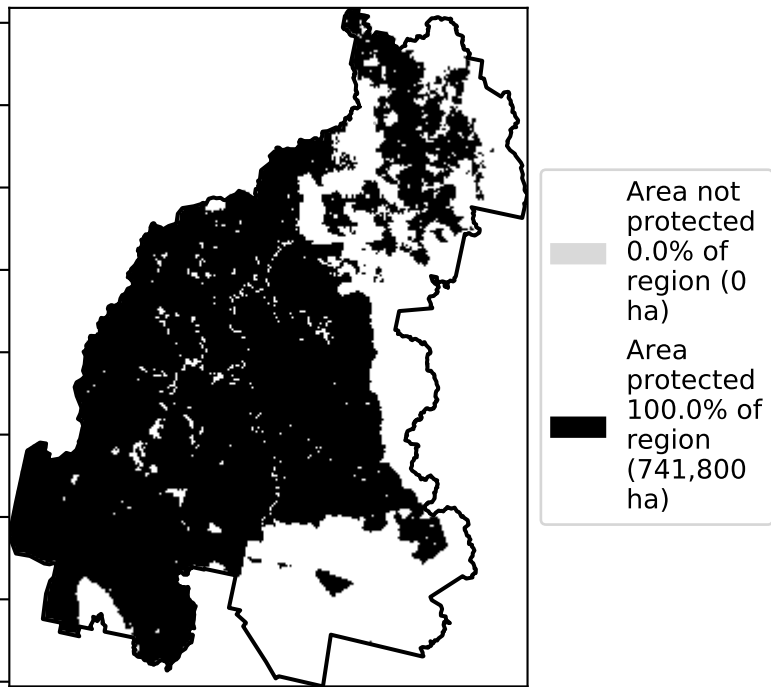 Area not
protected
0.0% of
region (0
ha)
Area
protected
100.0% of
region
(741,800
ha)